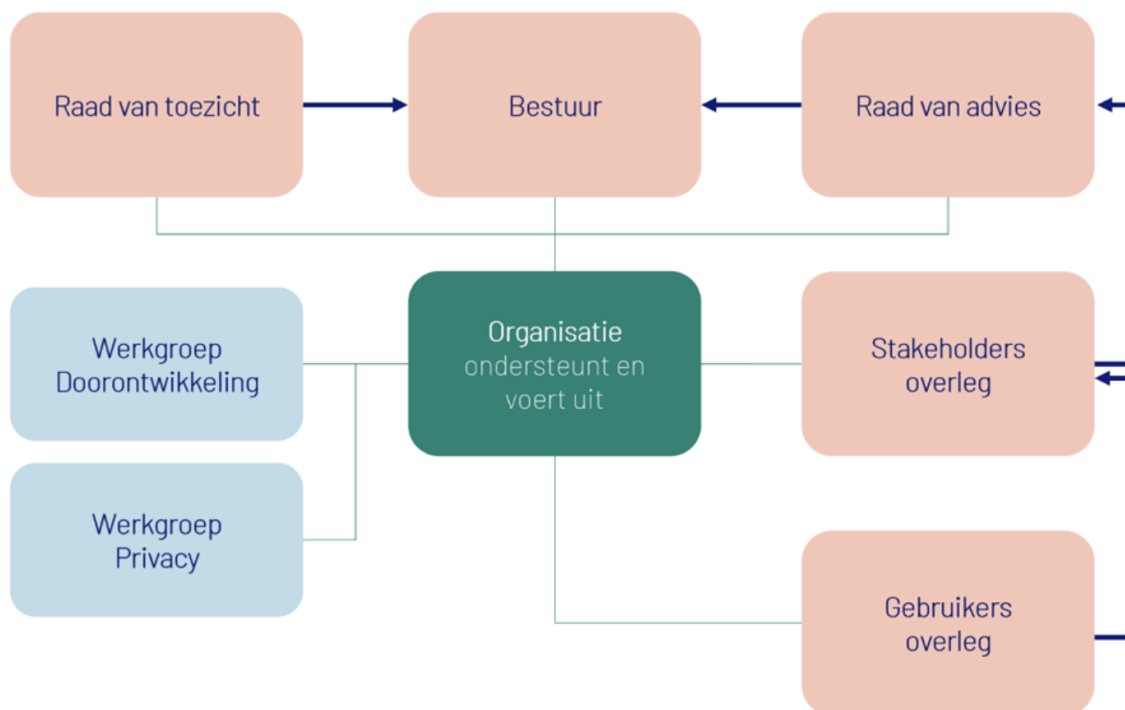 Raad van toezicht
Bestuur
Raad van advies
Werkgroep
Doorontwikkeling
Organisatie
ondersteunt en
voert uit
Stakeholders
overleg
Werkgroep
Privacy
Gebruikers
overleg